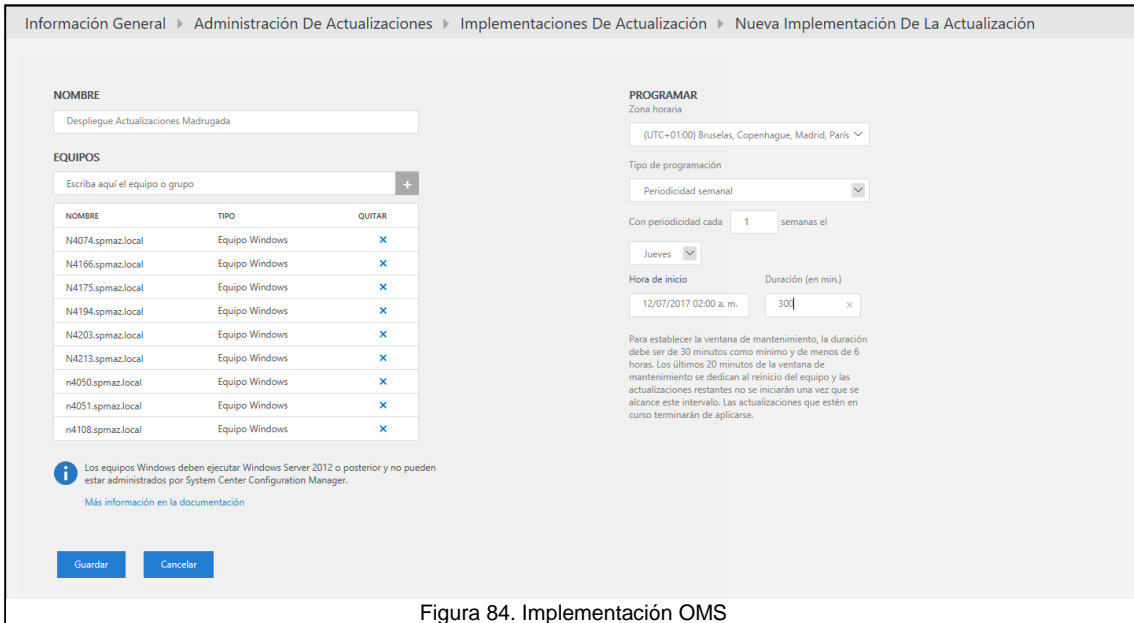 Información General ▶ Administración De Actualizaciones ▶ Implementaciones De Actualización ▶ Nueva Implementación De La Actualización
NOMBRE
Despliegue Actualizaciones Madrugada
EQUIPOS
Escriba aquí el equipo o grupo +
NOMBRE TIPO QUITAR
N4074.spmaz.local Equipo Windows ×
N4166.spmaz.local Equipo Windows ×
N4175.spmaz.local Equipo Windows ×
N4194.spmaz.local Equipo Windows ×
N4203.spmaz.local Equipo Windows ×
N4213.spmaz.local Equipo Windows ×
n4050.spmaz.local Equipo Windows ×
n4051.spmaz.local Equipo Windows ×
n4108.spmaz.local Equipo Windows ×
Los equipos Windows deben ejecutar Windows Server 2012 o posterior y no pueden
estar administrados por System Center Configuration Manager.
Más información en la documentación
Guardar Cancelar
PROGRAMAR
Zona horaria
(UTC+01:00) Bruselas, Copenhague, Madrid, París
Tipo de programación
Periodicidad semanal
Con periodicidad cada 1 semanas el
Jueves
Hora de inicio Duración (en min.)
12/07/2017 02:00 a. m. 300 ×
Para establecer la ventana de mantenimiento, la duración
debe ser de 30 minutos como mínimo y de menos de 6
horas. Los últimos 20 minutos de la ventana de
mantenimiento se dedican al reinicio del equipo y las
actualizaciones restantes no se iniciarán una vez que se
alcance este intervalo. Las actualizaciones que estén en
curso terminarán de aplicarse.
Figura 84. Implementación OMS